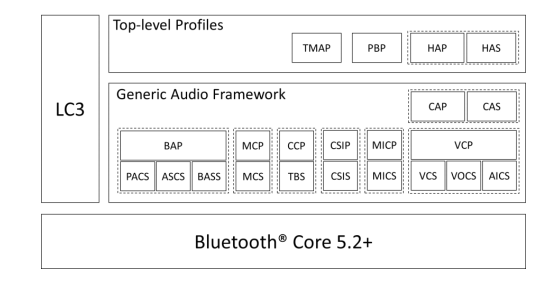 Top-level Profiles
TMAP PBP HAP HAS
LC3
Generic Audio Framework
CAP CAS
BAP MCP CCP CSIP MICP VCP
PACS ASCS BASS MCS TBS CSIS MICS VCS VOCS AICS
Bluetooth® Core 5.2+